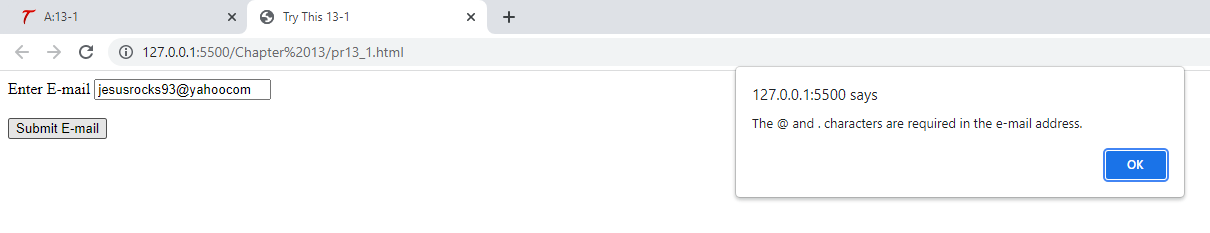 A:13-1
Try This 13-1
127.0.0.1:5500/Chapter%2013/pr13_1.html
Enter E-mail jesusrocks93@yahoocom
Submit E-mail
127.0.0.1:5500 says
The @ and . characters are required in the e-mail address.
OK